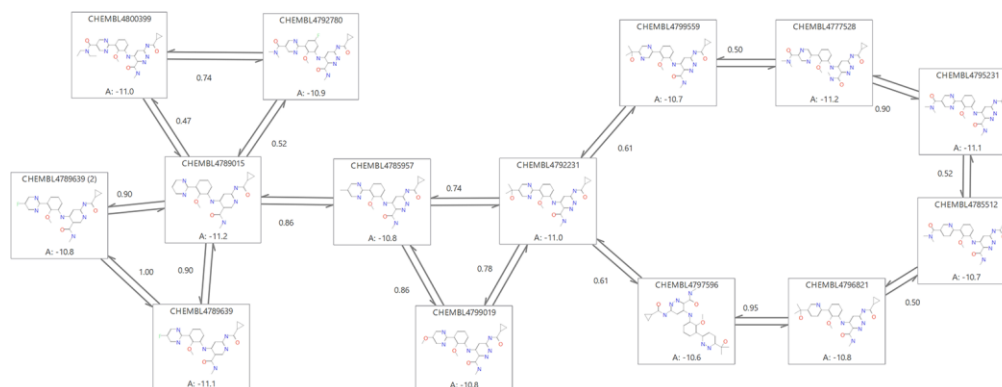 CHEMBL4800399
A: -11.0
CHEMBL4792780
A: -10.9
0.74
0.47
0.52
CHEMBL4789015
A: -11.2
CHEMBL4789639 (2)
A: -10.8
0.90
1.00
0.90
CHEMBL4789639
A: -11.1
0.86
CHEMBL4785957
A: -10.8
0.74
0.86
0.78
CHEMBL4799019
A: -10.8
CHEMBL4792231
A: -11.0
0.61
CHEMBL4799559
A: -10.7
0.50
CHEMBL4777528
A: -11.2
0.90
CHEMBL4795231
A: -11.1
0.52
CHEMBL4785512
A: -10.7
0.50
CHEMBL4796821
A: -10.8
0.95
CHEMBL4797596
A: -10.6
0.61